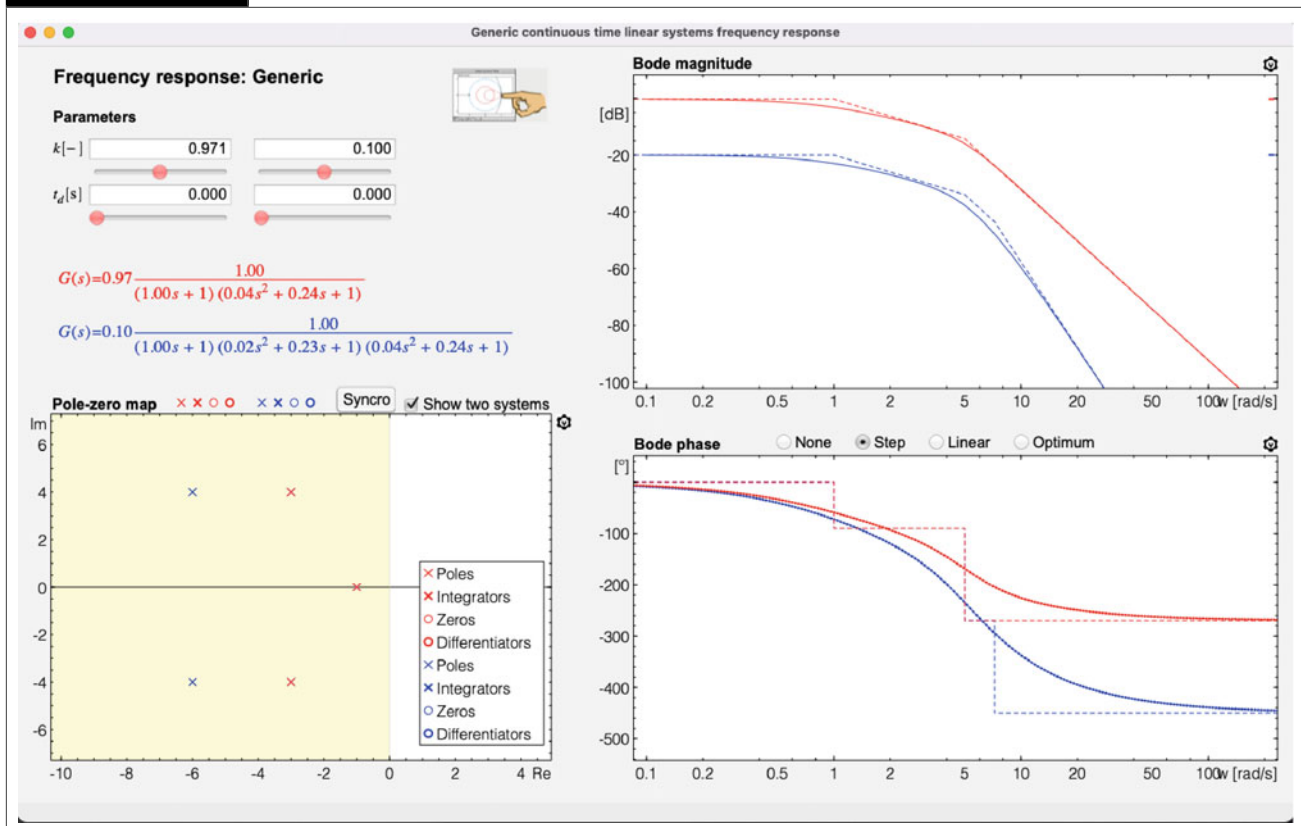 Generic continuous time linear systems frequency response
Frequency response: Generic
Parameters
k[−] 0.971 0.100
t_d[s] 0.000 0.000
G(s)=0.97 1.00 / (1.00s + 1) (0.04s² + 0.24s + 1)
G(s)=0.10 1.00 / (1.00s + 1) (0.02s² + 0.23s + 1) (0.04s² + 0.24s + 1)
Pole-zero map Syncro Show two systems
Im
6
4
2
0
-2
-4
-6
-10 -8 -6 -4 -2 0 2 4 Re
Poles
Integrators
Zeros
Differentiators
Poles
Integrators
Zeros
Differentiators
Bode magnitude
[dB]
-20
-40
-60
-80
-100
0.1 0.2 0.5 1 2 5 10 20 50 100 w [rad/s]
Bode phase None Step Linear Optimum
[°]
-100
-200
-300
-400
-500
0.1 0.2 0.5 1 2 5 10 20 50 100 w [rad/s]